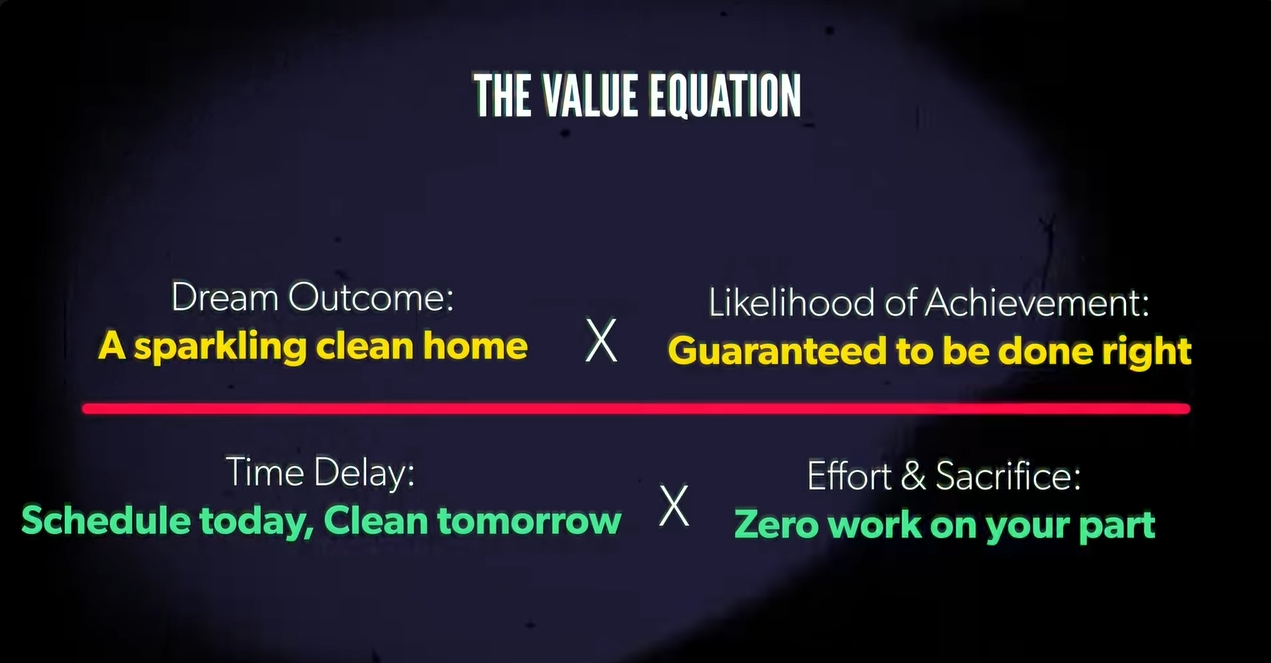 THE VALUE EQUATION
Dream Outcome:
A sparkling clean home
X
Likelihood of Achievement:
Guaranteed to be done right
Time Delay:
Schedule today, Clean tomorrow
X
Effort & Sacrifice:
Zero work on your part